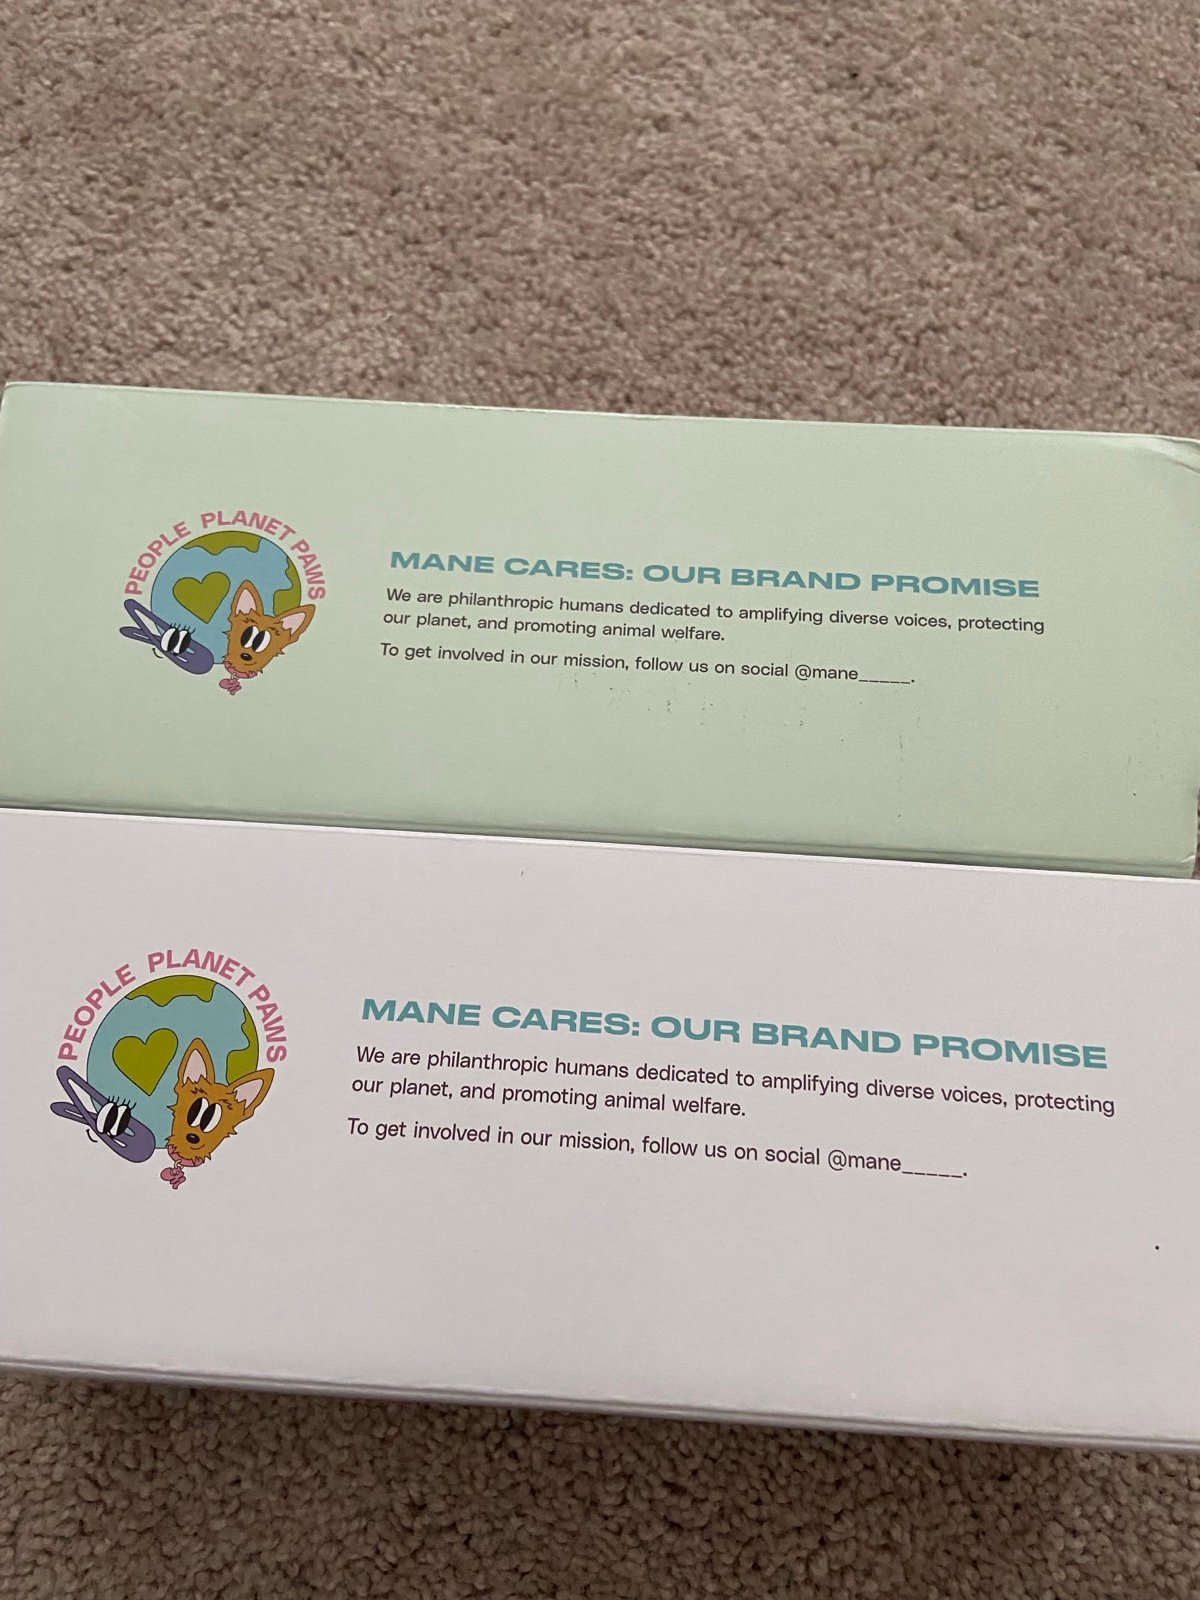 PEOPLE PLANET PAWS
MANE CARES: OUR BRAND PROMISE
We are philanthropic humans dedicated to amplifying diverse voices, protecting
our planet, and promoting animal welfare.
To get involved in our mission, follow us on social @mane_____.
PEOPLE PLANET PAWS
MANE CARES: OUR BRAND PROMISE
We are philanthropic humans dedicated to amplifying diverse voices, protecting
our planet, and promoting animal welfare.
To get involved in our mission, follow us on social @mane_____.